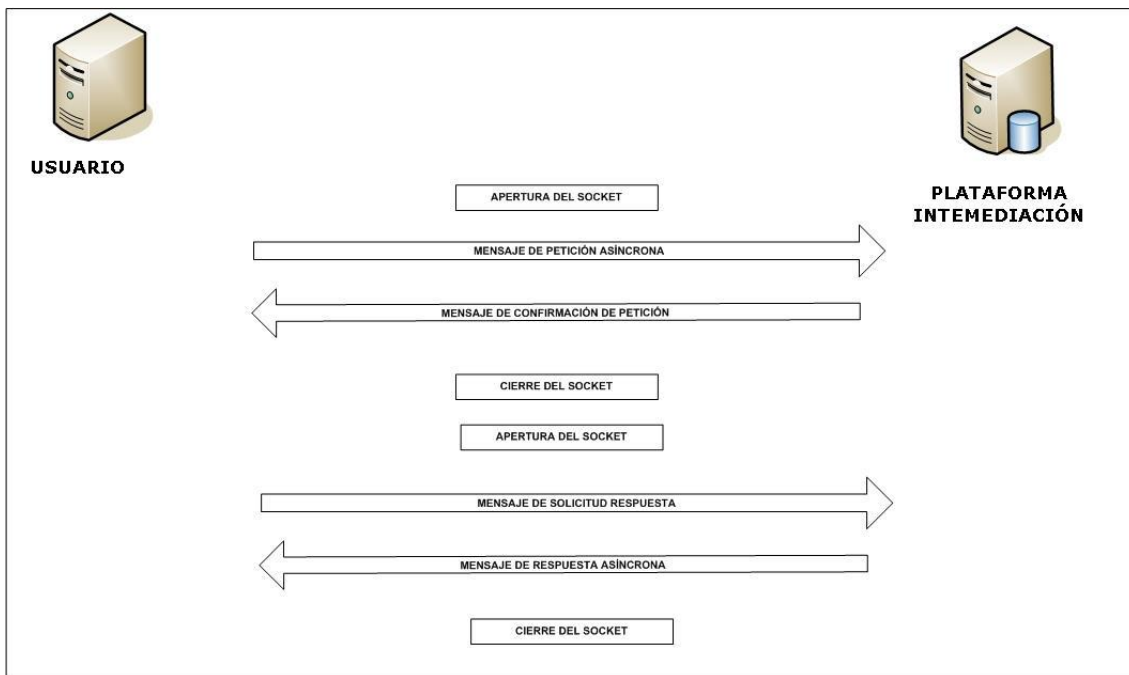 USUARIO
PLATAFORMA
INTEMEDIACIÓN
APERTURA DEL SOCKET
MENSAJE DE PETICIÓN ASÍNCRONA
MENSAJE DE CONFIRMACIÓN DE PETICIÓN
CIERRE DEL SOCKET
APERTURA DEL SOCKET
MENSAJE DE SOLICITUD RESPUESTA
MENSAJE DE RESPUESTA ASÍNCRONA
CIERRE DEL SOCKET